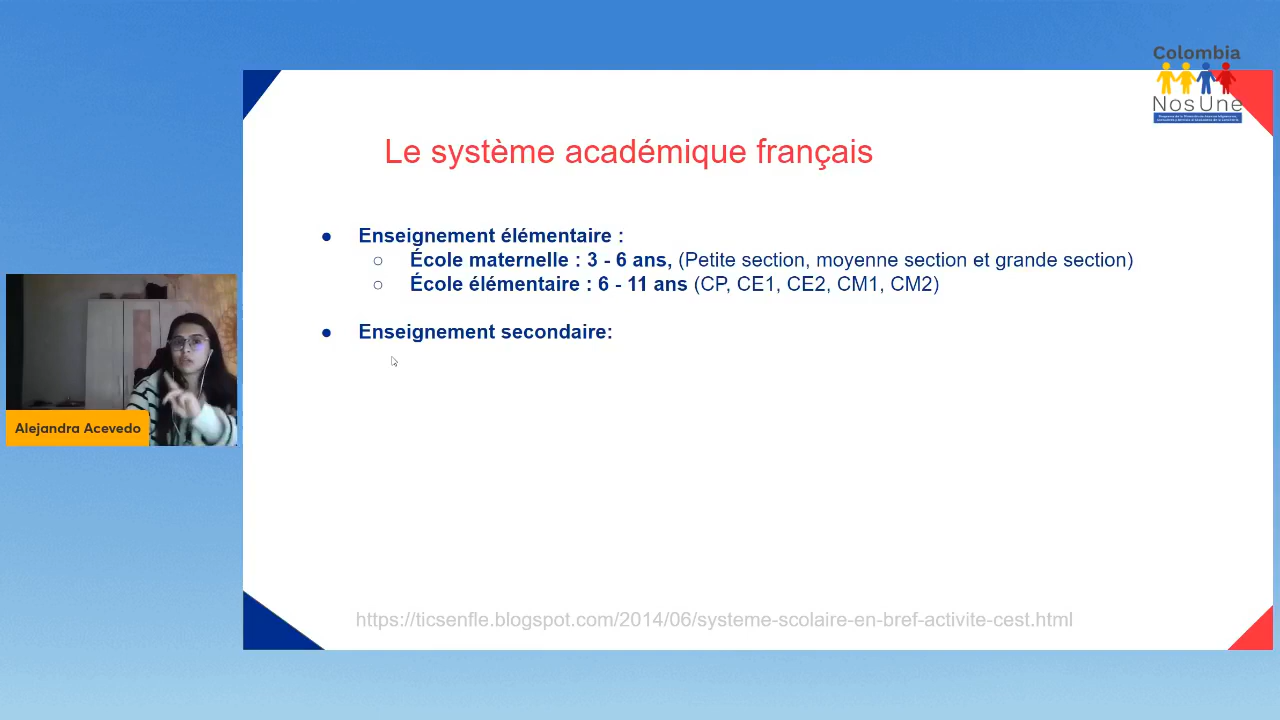 Colombia
NosUne
Le système académique français
● Enseignement élémentaire :
○ École maternelle : 3 - 6 ans, (Petite section, moyenne section et grande section)
○ École élémentaire : 6 - 11 ans (CP, CE1, CE2, CM1, CM2)
● Enseignement secondaire:
Alejandra Acevedo
https://ticsenfle.blogspot.com/2014/06/systeme-scolaire-en-bref-activite-cest.html